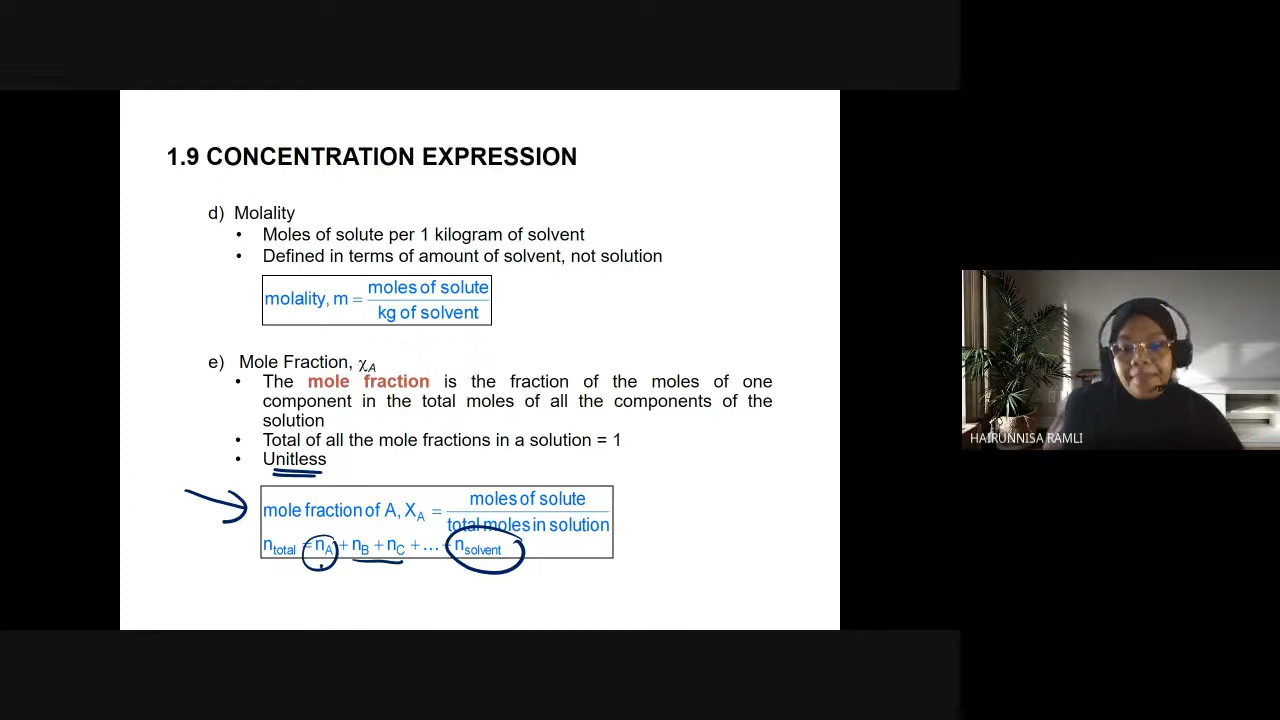 1.9 CONCENTRATION EXPRESSION
d) Molality
• Moles of solute per 1 kilogram of solvent
• Defined in terms of amount of solvent, not solution
molality, m = moles of solute / kg of solvent
e) Mole Fraction, χA
• The mole fraction is the fraction of the moles of one
component in the total moles of all the components of the
solution
• Total of all the mole fractions in a solution = 1
• Unitless
mole fraction of A, XA = moles of solute / total moles in solution
ntotal = nA + nB + nC + ... + nsolvent
HAIRUNNISA RAMLI